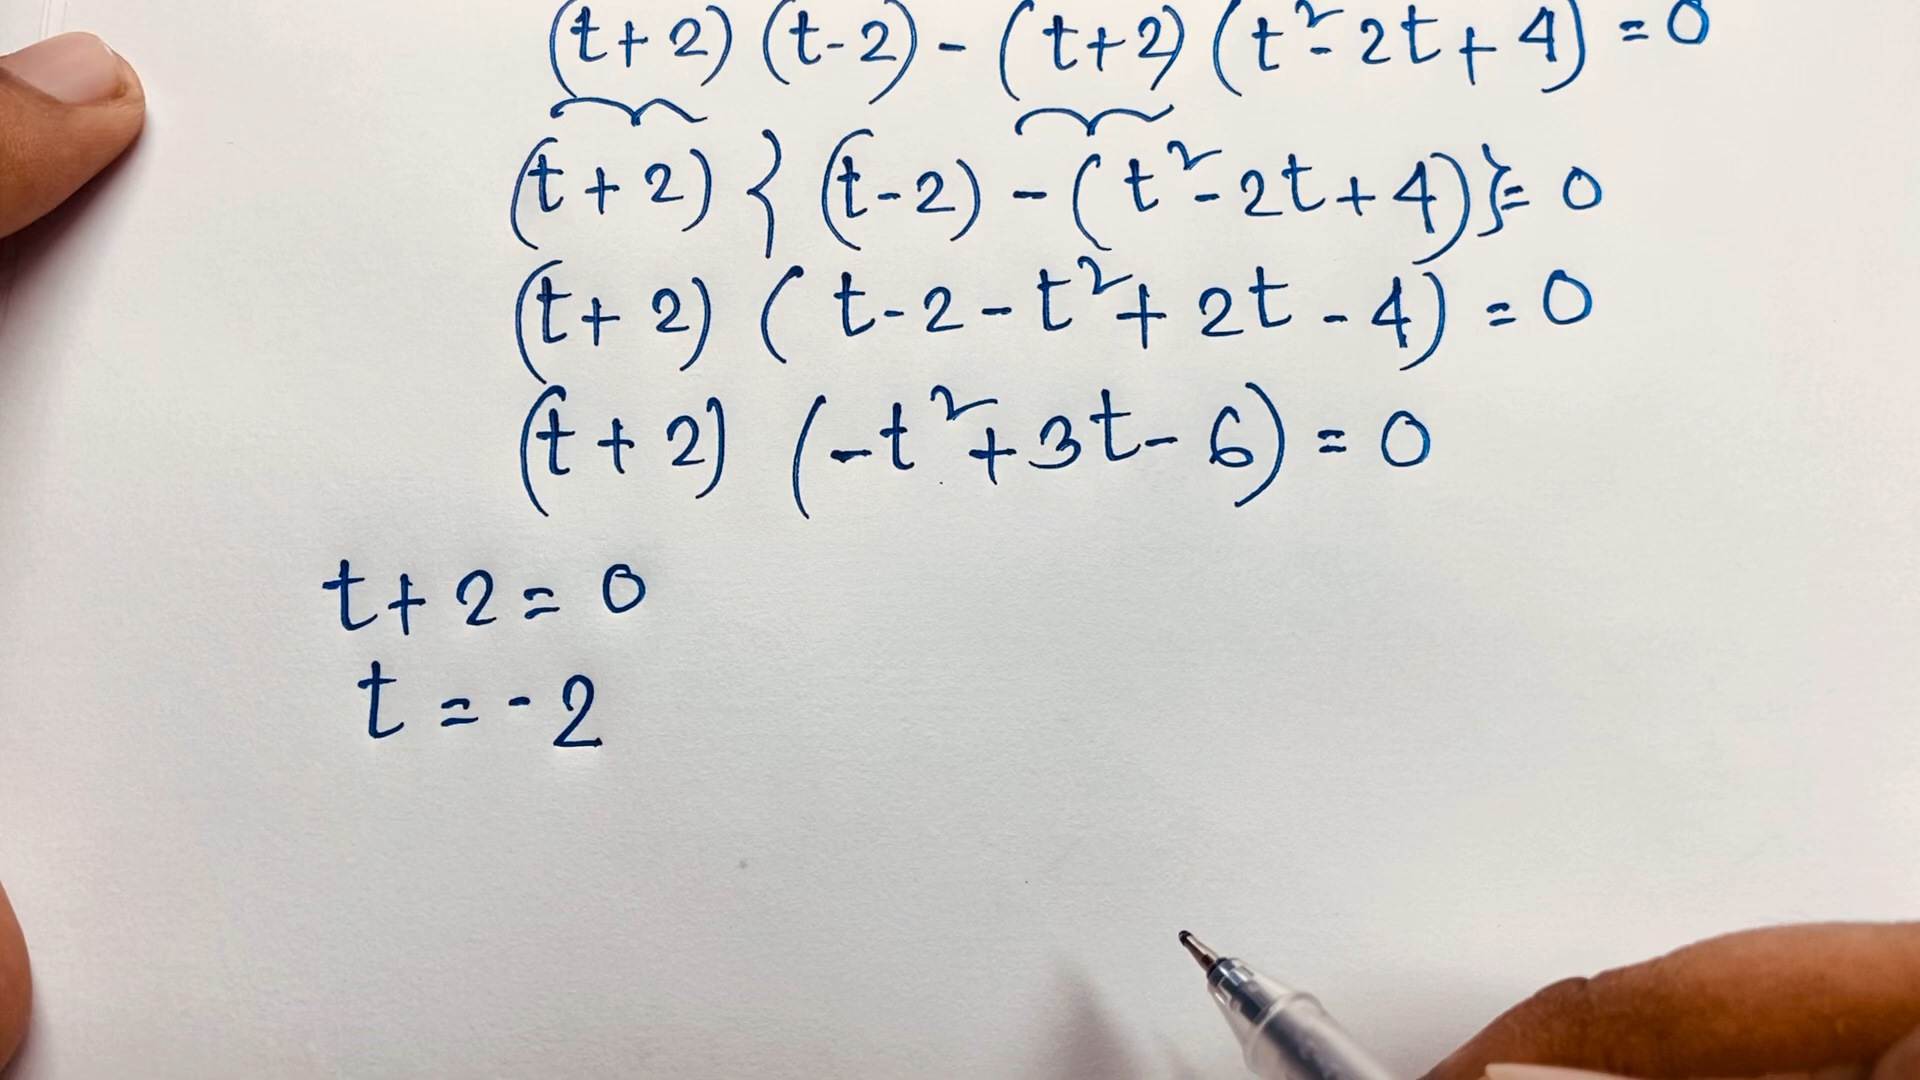 (t+2) (t-2) - (t+2) (t²-2t+4) = 0
(t+2) { (t-2) - (t²-2t+4)} = 0
(t+2) ( t-2-t²+2t-4) = 0
(t+2) (-t²+3t-6) = 0
t+2 = 0
t = -2